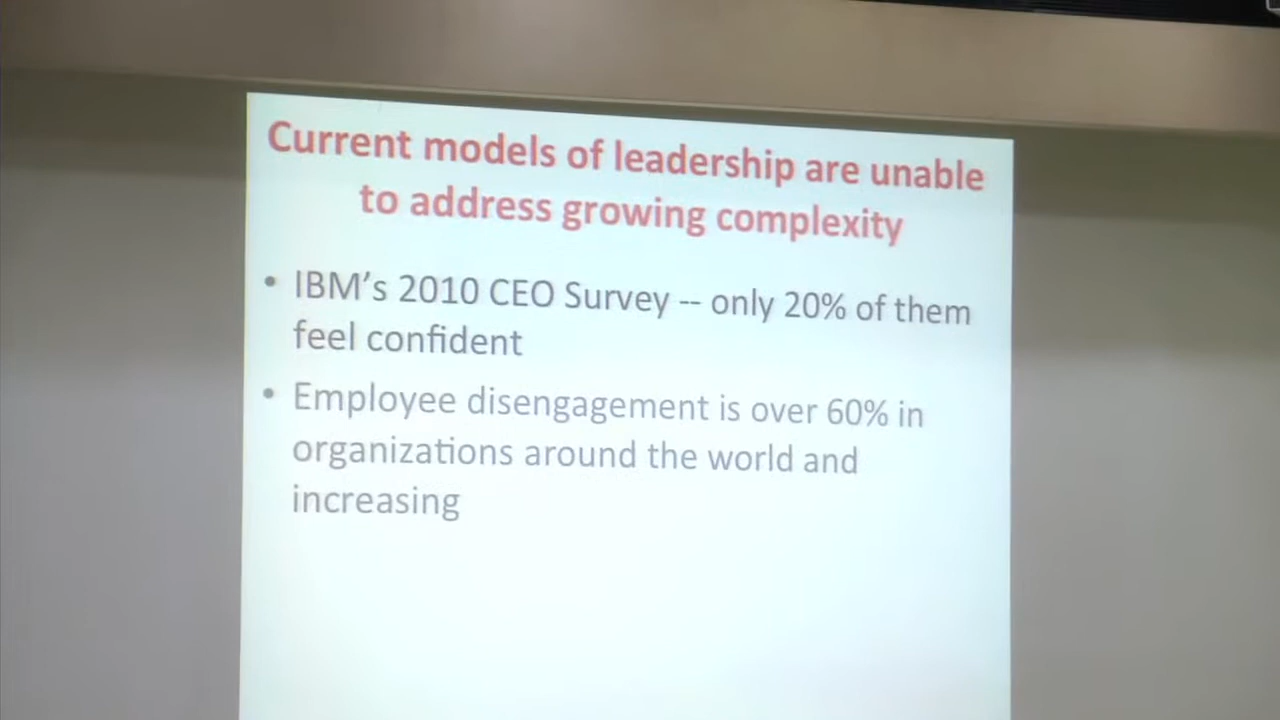 Current models of leadership are unable
to address growing complexity
• IBM's 2010 CEO Survey -- only 20% of them
feel confident
• Employee disengagement is over 60% in
organizations around the world and
increasing